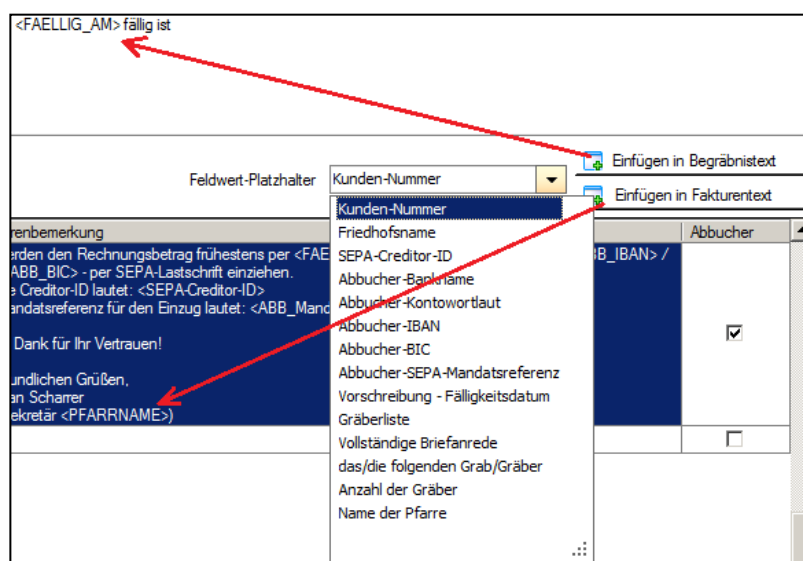 <FAELLIG_AM> fällig ist
Einfügen in Begräbnistext
Feldwert-Platzhalter Kunden-Nummer
Einfügen in Fakturentext
Kunden-Nummer
Friedhofsname
SEPA-Creditor-ID
Abbucher-Bankname
Abbucher-Kontowortlaut
Abbucher-IBAN
Abbucher-BIC
Abbucher-SEPA-Mandatsreferenz
Vorschreibung - Fälligkeitsdatum
Gräberliste
Vollständige Briefanrede
das/die folgenden Grab/Gräber
Anzahl der Gräber
Name der Pfarre
renbemerkung Abbucher
erden den Rechnungsbetrag frühestens per <FAE BB_IBAN> /
ABB_BIC> - per SEPA-Lastschrift einziehen.
e Creditor-ID lautet: <SEPA-Creditor-ID>
andatsreferenz für den Einzug lautet: <ABB_Mand
Dank für Ihr Vertrauen!
undlichen Grüßen,
an Scharrer
ekretär <PFARRNAME>)